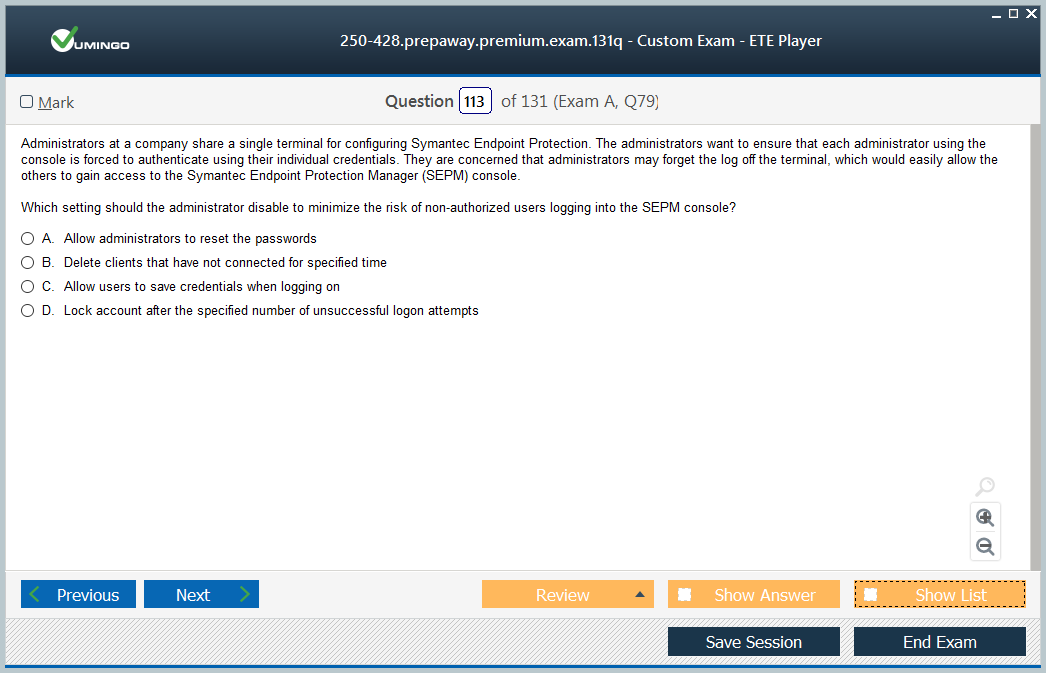 VUMINGO
250-428.prepaway.premium.exam.131q - Custom Exam - ETE Player
Mark
Question 113 of 131 (Exam A, Q79)
Administrators at a company share a single terminal for configuring Symantec Endpoint Protection. The administrators want to ensure that each administrator using the
console is forced to authenticate using their individual credentials. They are concerned that administrators may forget the log off the terminal, which would easily allow the
others to gain access to the Symantec Endpoint Protection Manager (SEPM) console.
Which setting should the administrator disable to minimize the risk of non-authorized users logging into the SEPM console?
A. Allow administrators to reset the passwords
B. Delete clients that have not connected for specified time
C. Allow users to save credentials when logging on
D. Lock account after the specified number of unsuccessful logon attempts
Previous
Next
Review
Show Answer
Show List
Save Session
End Exam